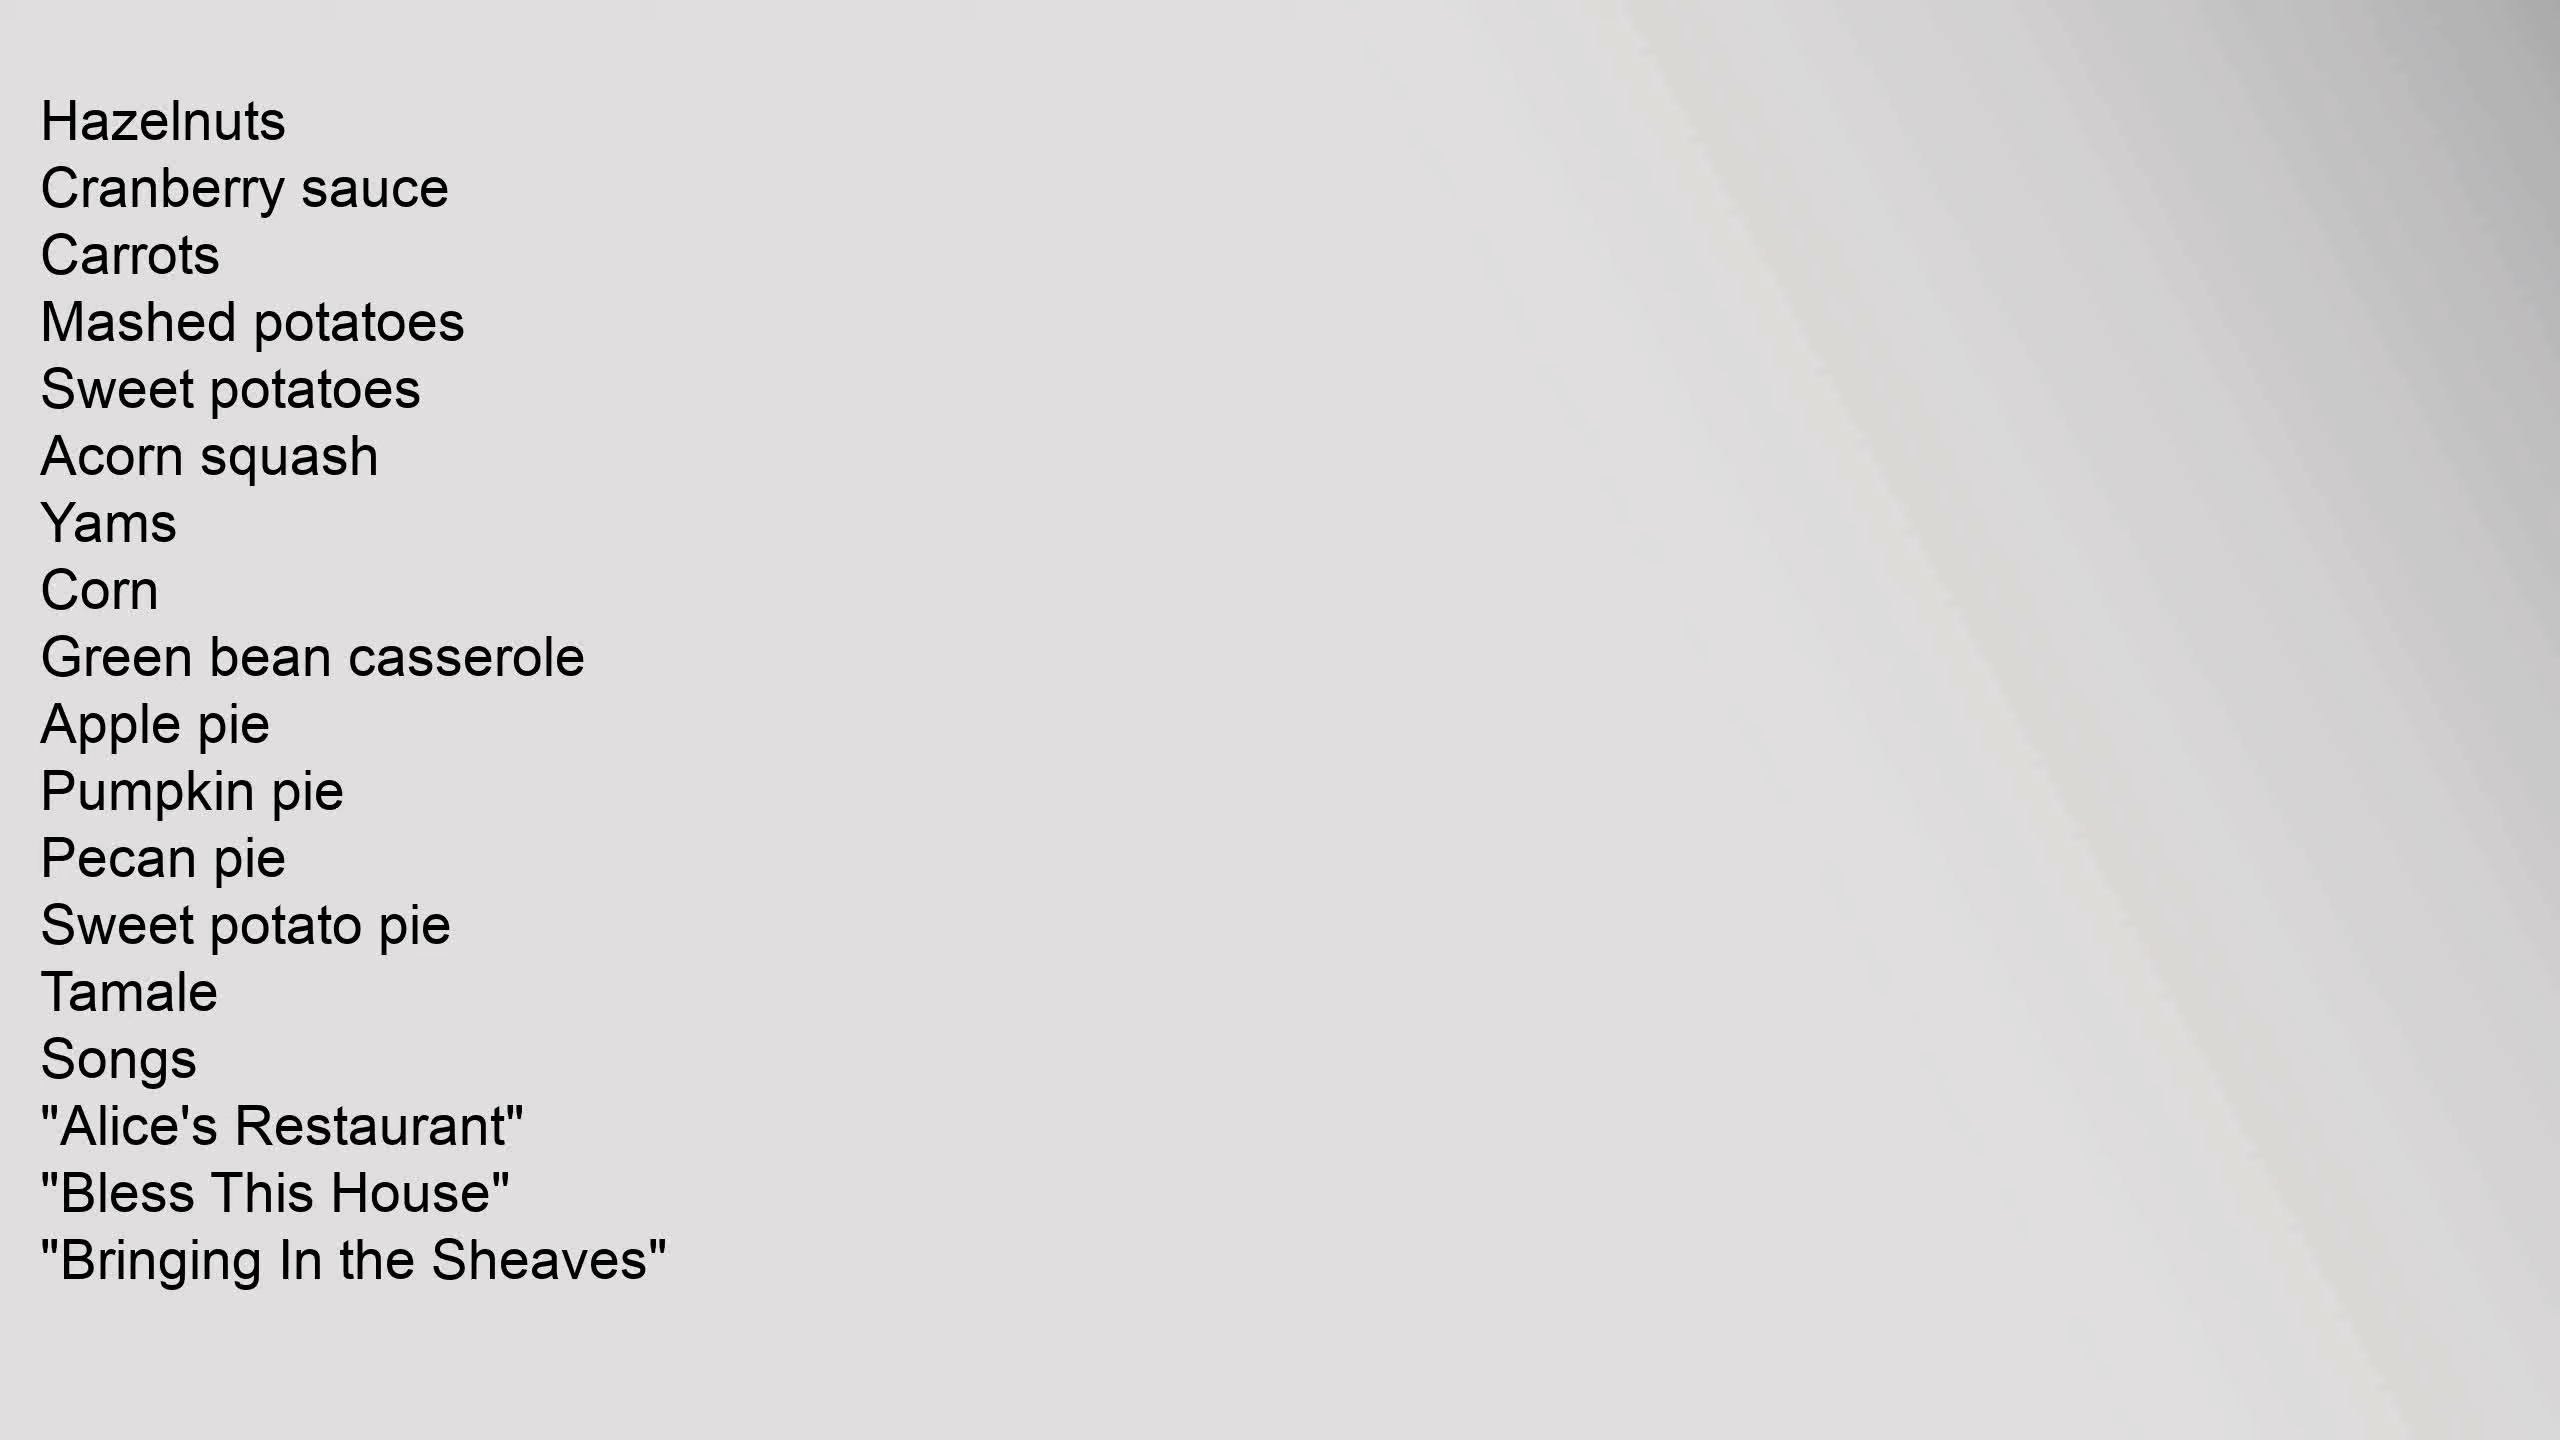 Hazelnuts
Cranberry sauce
Carrots
Mashed potatoes
Sweet potatoes
Acorn squash
Yams
Corn
Green bean casserole
Apple pie
Pumpkin pie
Pecan pie
Sweet potato pie
Tamale
Songs
"Alice's Restaurant"
"Bless This House"
"Bringing In the Sheaves"